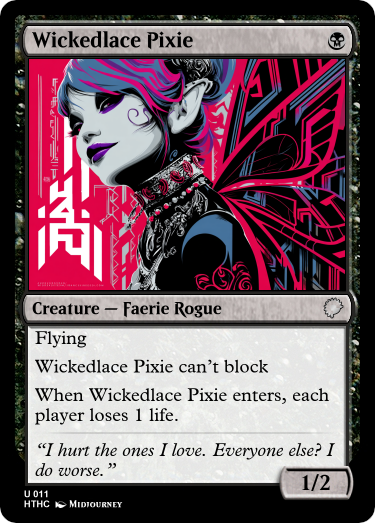 Wickedlace Pixie
Creature — Faerie Rogue
Flying
Wickedlace Pixie can't block
When Wickedlace Pixie enters, each
player loses 1 life.
“I hurt the ones I love. Everyone else? I
do worse.”
1/2
U 011
HTHC MIDJOURNEY